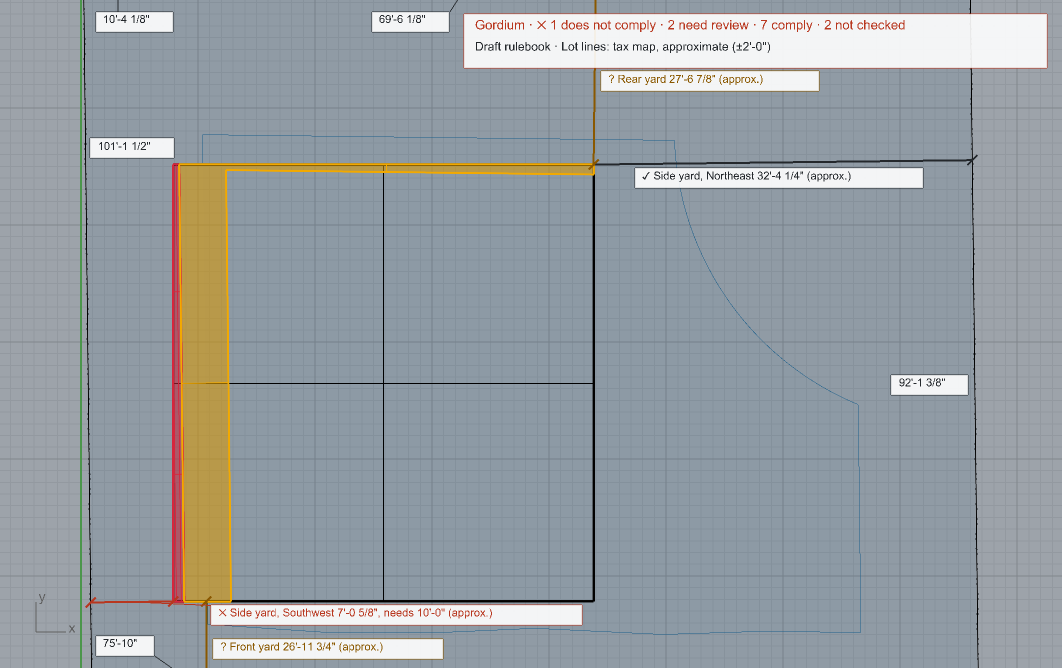 10'-4 1/8"
69'-6 1/8"
Gordium · ✕ 1 does not comply · 2 need review · 7 comply · 2 not checked
Draft rulebook · Lot lines: tax map, approximate (±2'-0")
? Rear yard 27'-6 7/8" (approx.)
101'-1 1/2"
✓ Side yard, Northeast 32'-4 1/4" (approx.)
92'-1 3/8"
y
x
✕ Side yard, Southwest 7'-0 5/8", needs 10'-0" (approx.)
75'-10"
? Front yard 26'-11 3/4" (approx.)